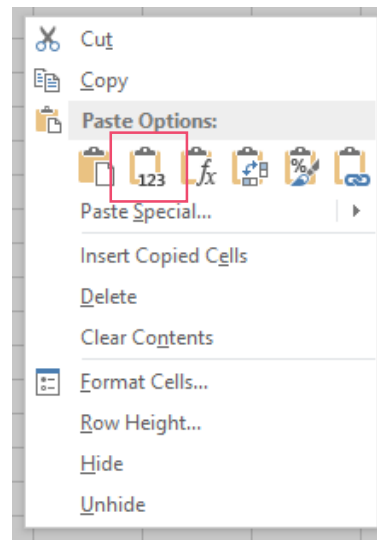 Cut
Copy
Paste Options:
123 fx %
Paste Special...
Insert Copied Cells
Delete
Clear Contents
Format Cells...
Row Height...
Hide
Unhide